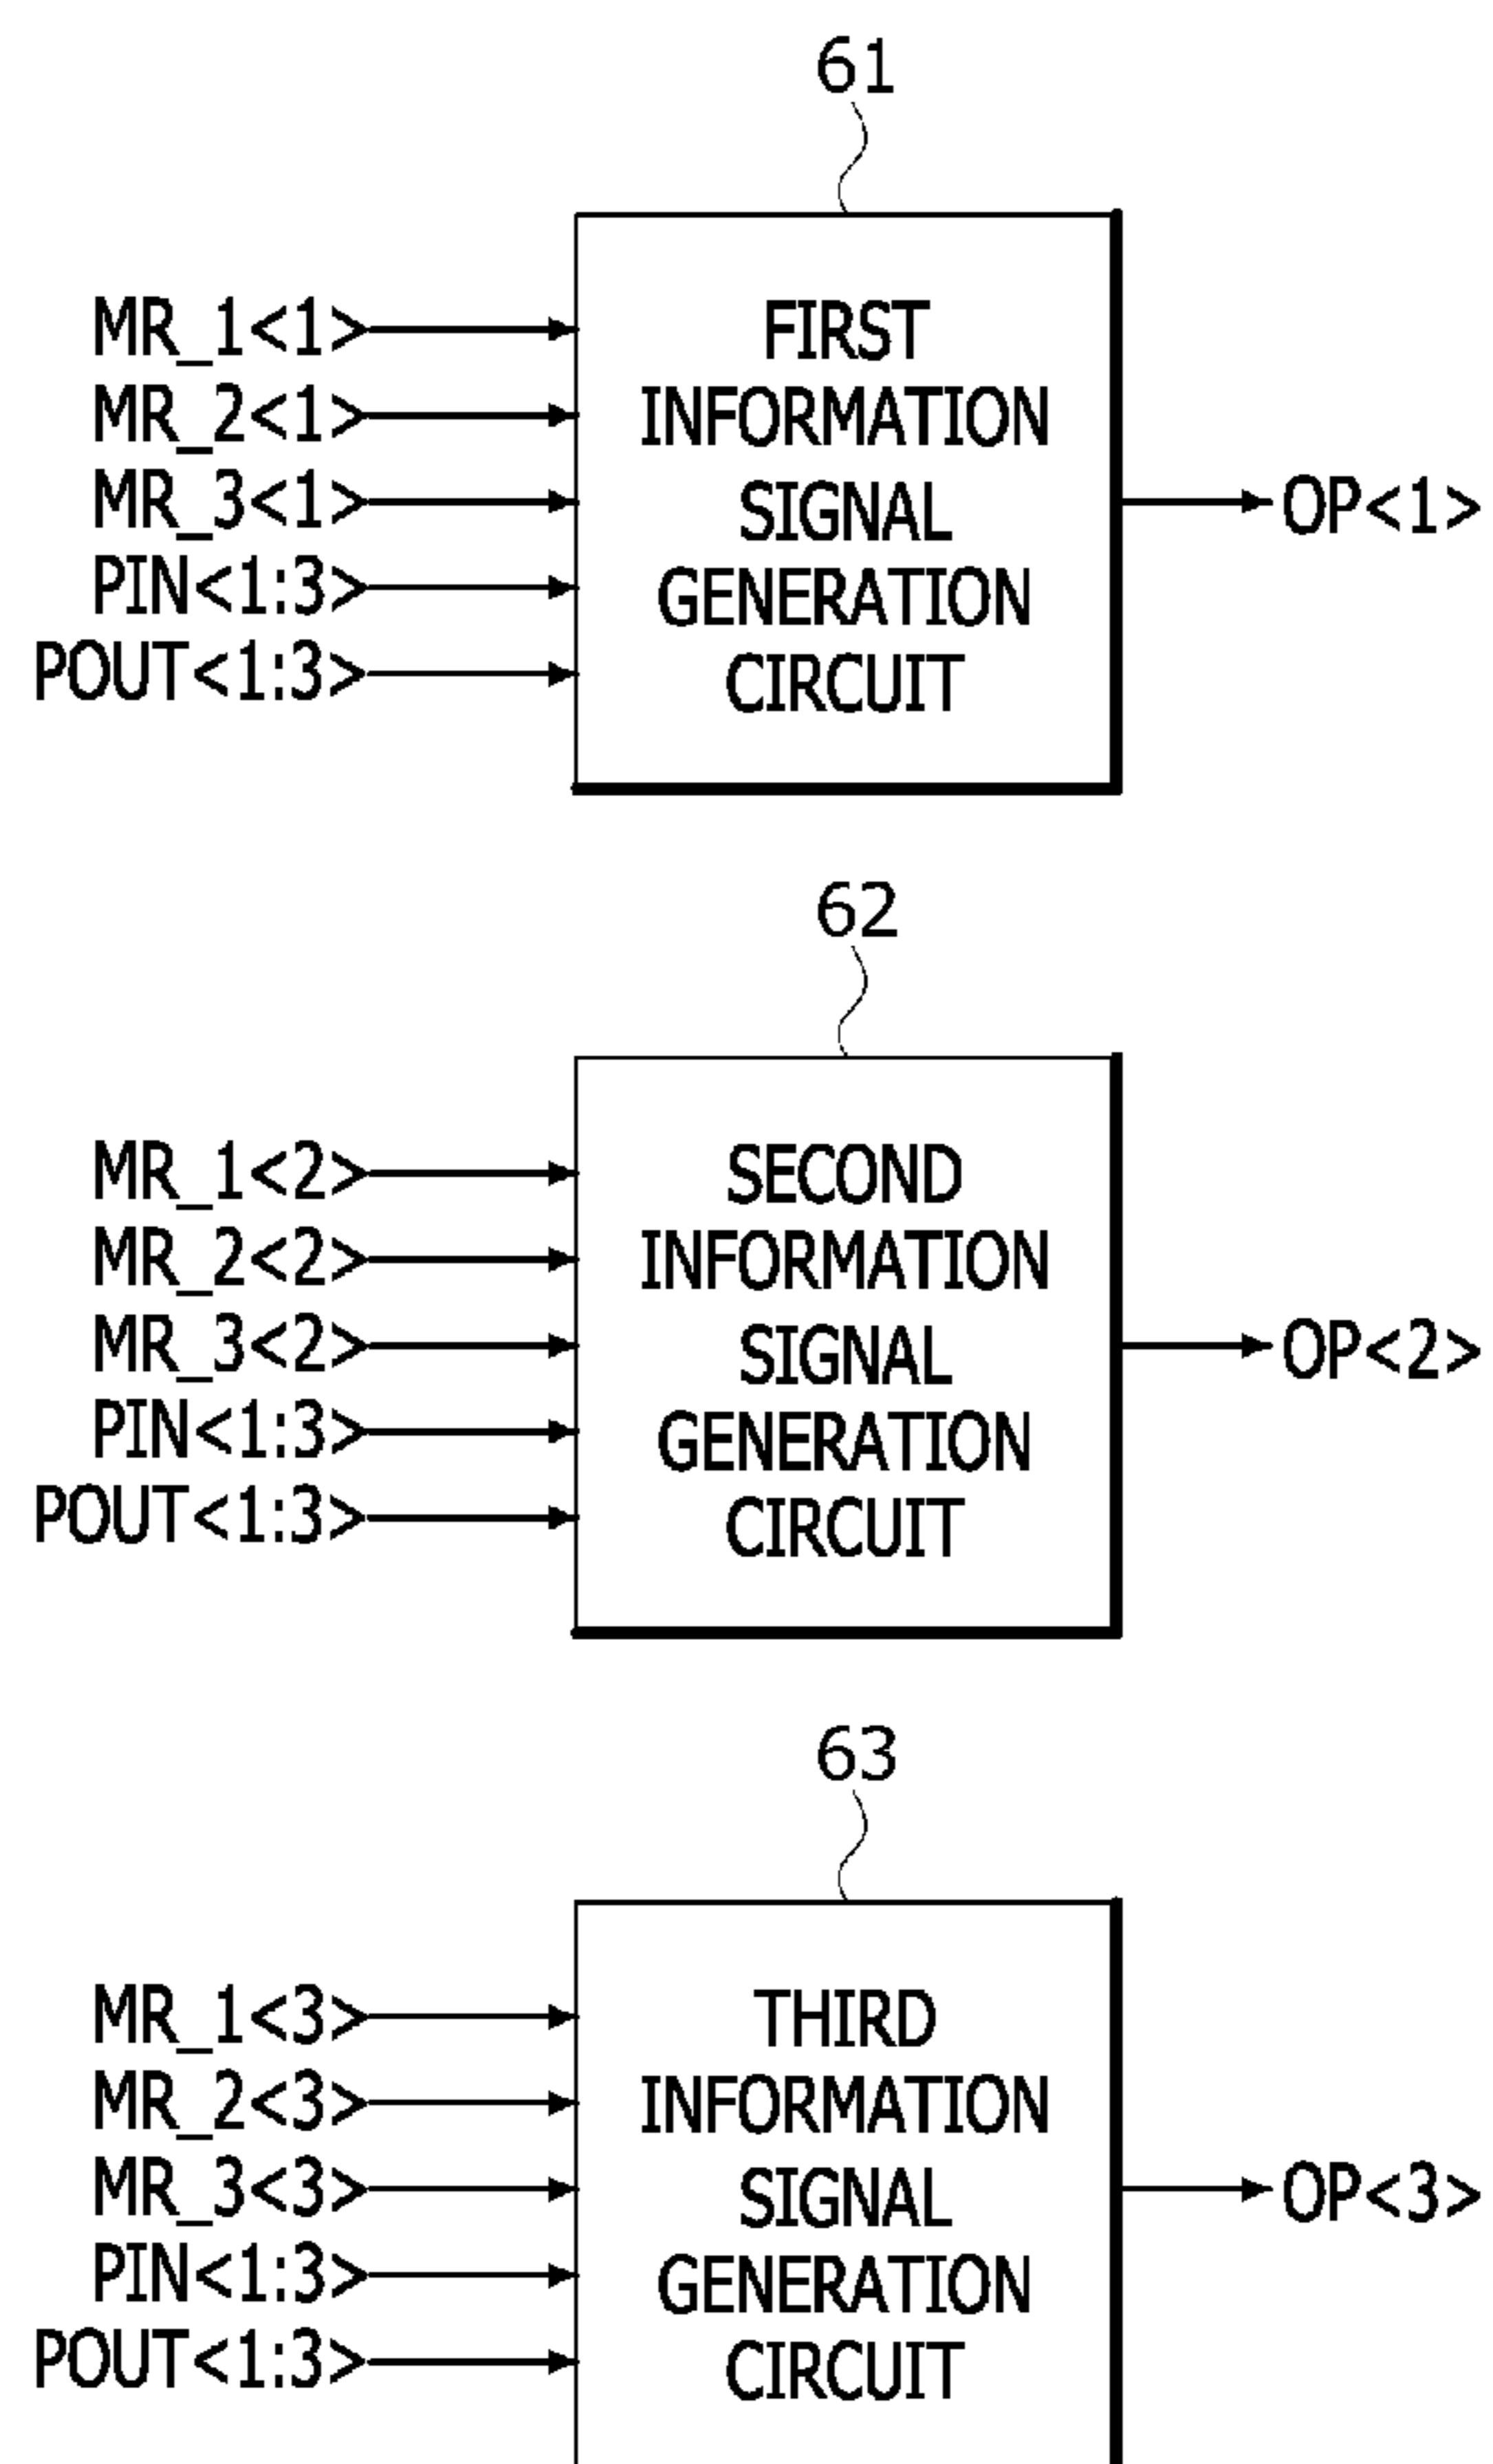 61
MR_1<1>
MR_2<1>
MR_3<1>
PIN<1:3>
POUT<1:3>
FIRST
INFORMATION
SIGNAL
GENERATION
CIRCUIT
OP<1>
62
MR_1<2>
MR_2<2>
MR_3<2>
PIN<1:3>
POUT<1:3>
SECOND
INFORMATION
SIGNAL
GENERATION
CIRCUIT
OP<2>
63
MR_1<3>
MR_2<3>
MR_3<3>
PIN<1:3>
POUT<1:3>
THIRD
INFORMATION
SIGNAL
GENERATION
CIRCUIT
OP<3>